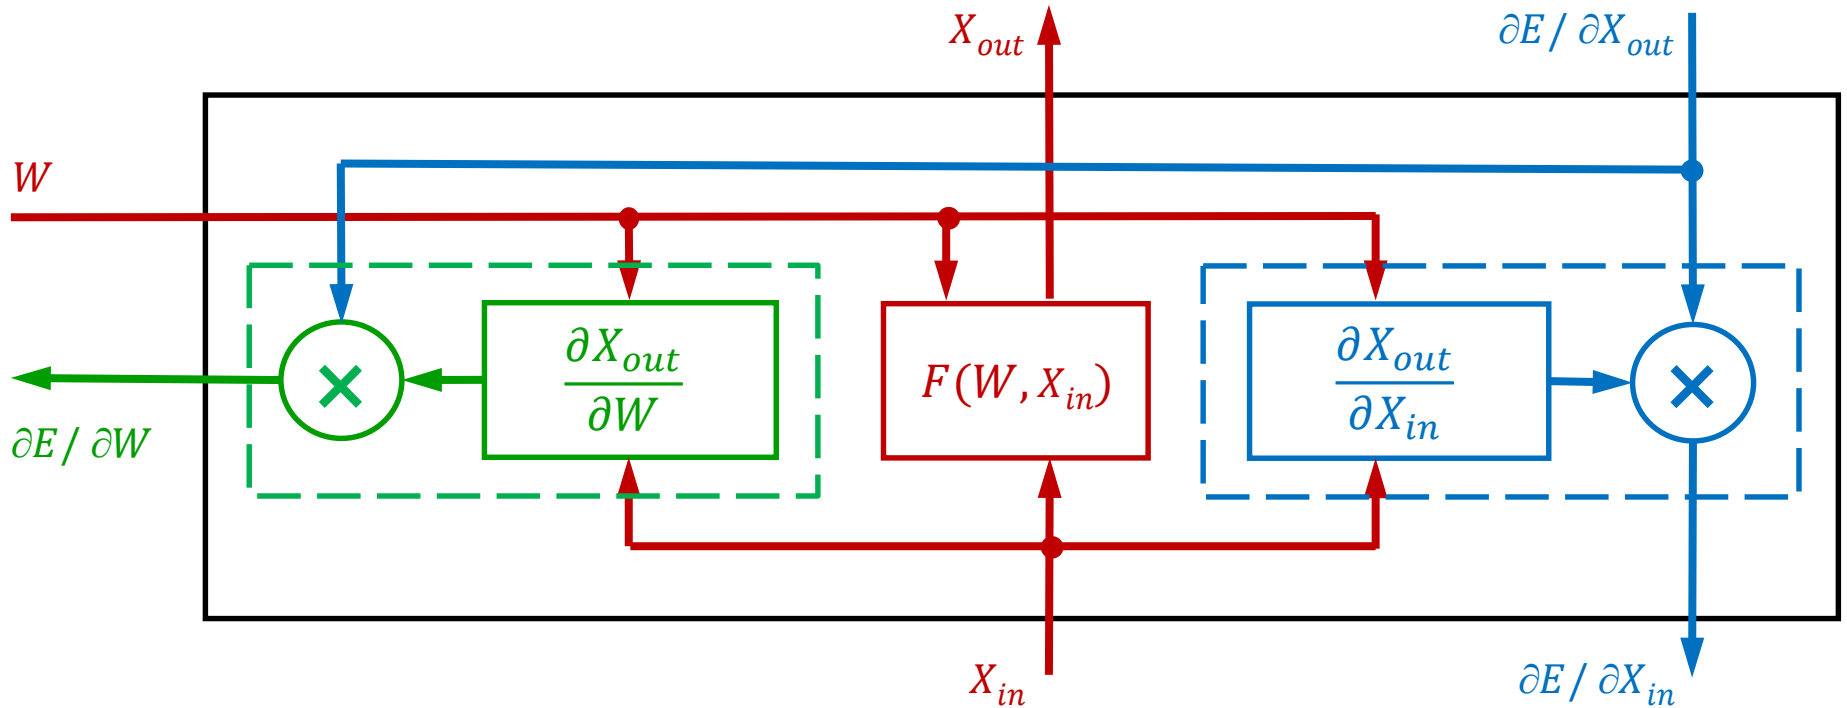 X_out
∂E / ∂X_out
W
∂X_out / ∂W
F(W, X_in)
∂X_out / ∂X_in
×
×
∂E / ∂W
X_in
∂E / ∂X_in